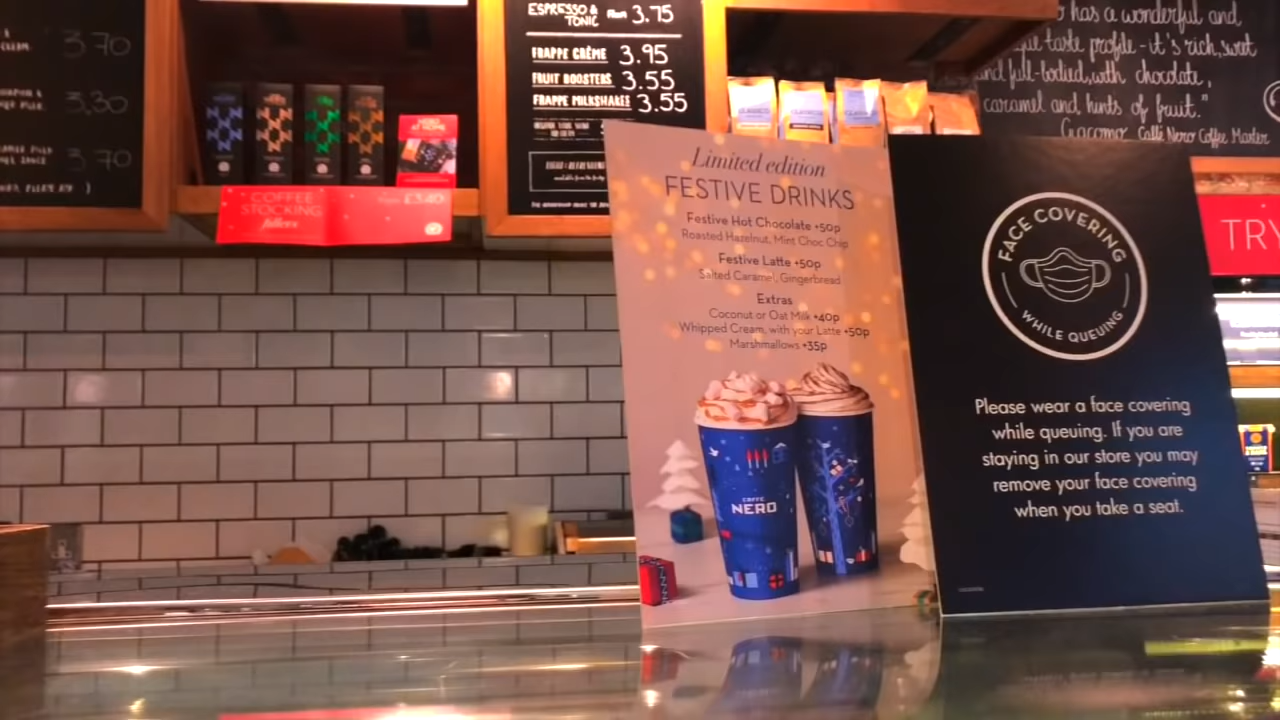 3.70
3.30
3.70
COFFEE
STOCKING
fillers
From £3.40
NERO
AT HOME
ESPRESSO &
TONIC From 3.75
FRAPPE CRÈME 3.95
FRUIT BOOSTERS 3.55
FRAPPE MILKSHAKES 3.55
Limited edition
FESTIVE DRINKS
Festive Hot Chocolate +50p
Roasted Hazelnut, Mint Choc Chip
Festive Latte +50p
Salted Caramel, Gingerbread
Extras
Coconut or Oat Milk +40p
Whipped Cream, with your Latte +50p
Marshmallows +35p
CAFFÈ
NERO
has a wonderful and
taste profile - it's rich, sweet
and full-bodied, with chocolate,
caramel and hints of fruit."
Giacomo Caffè Nero Coffee Master
FACE COVERING
WHILE QUEUING
Please wear a face covering
while queuing. If you are
staying in our store you may
remove your face covering
when you take a seat.
TRY